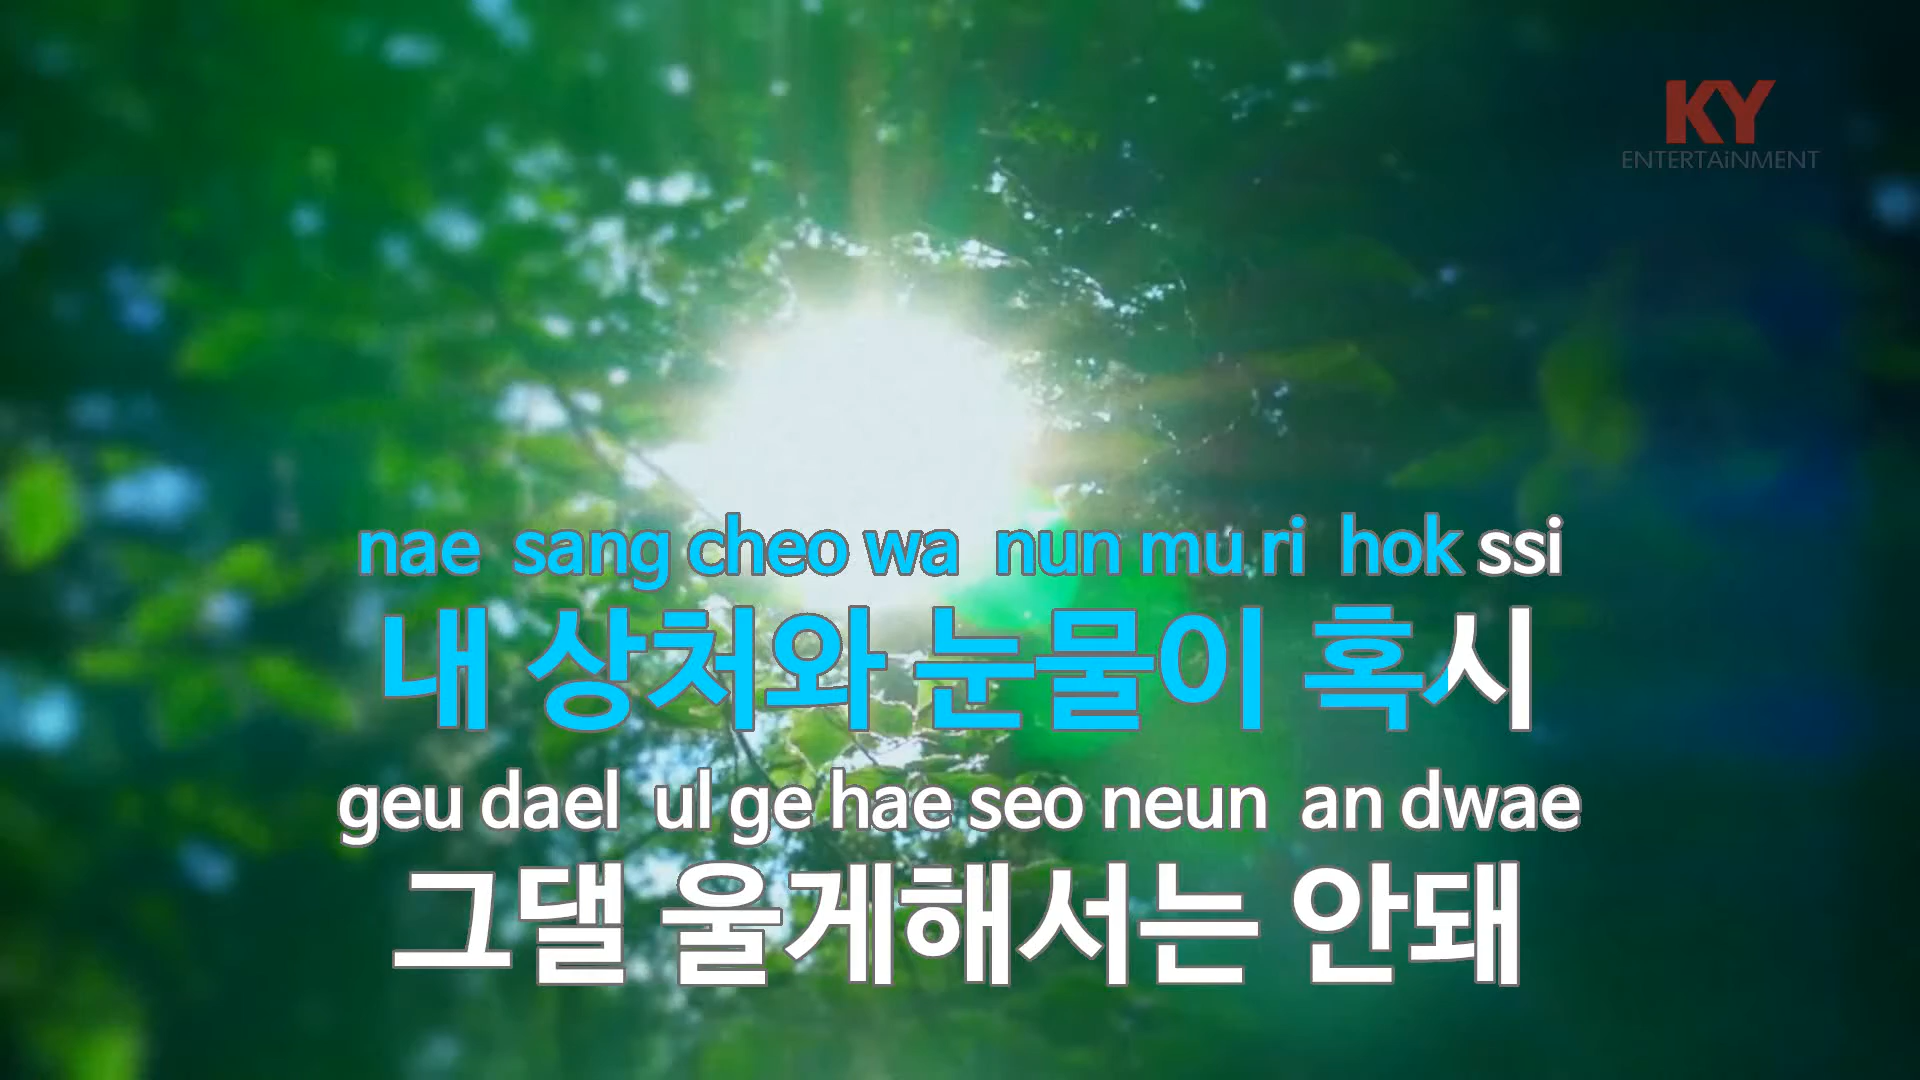 KY
ENTERTAiNMENT
nae sang cheo wa nun mu ri hok ssi
내 상처와 눈물이 혹시
geu dael ul ge hae seo neun an dwae
그댈 울게해서는 안돼